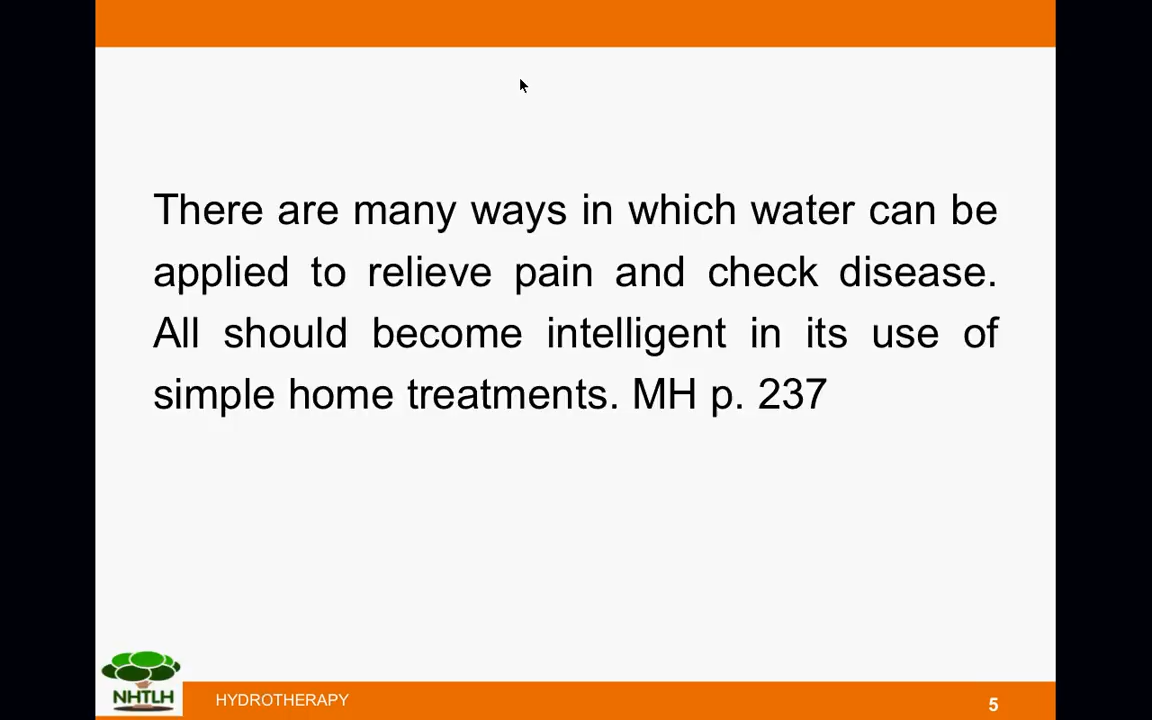 There are many ways in which water can be
applied to relieve pain and check disease.
All should become intelligent in its use of
simple home treatments. MH p. 237
NHTLH
HYDROTHERAPY
5